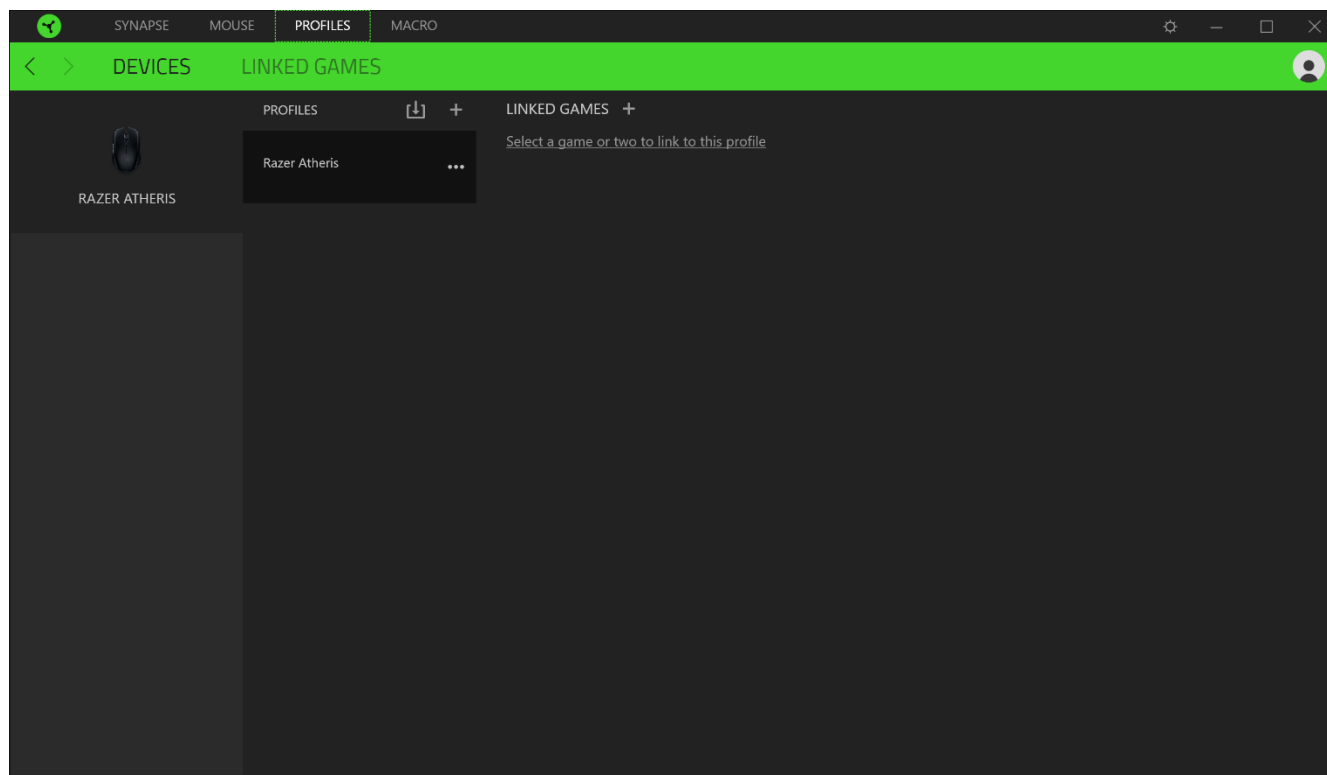 SYNAPSE MOUSE PROFILES MACRO
DEVICES LINKED GAMES
RAZER ATHERIS
PROFILES
Razer Atheris
LINKED GAMES
Select a game or two to link to this profile